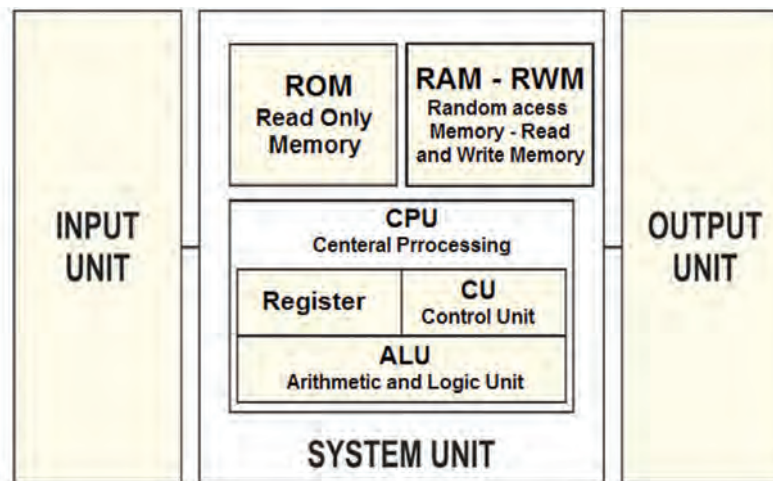 INPUT
UNIT
ROM
Read Only
Memory
RAM - RWM
Random acess
Memory - Read
and Write Memory
CPU
Centeral Prrocessing
Register
CU
Control Unit
ALU
Arithmetic and Logic Unit
SYSTEM UNIT
OUTPUT
UNIT